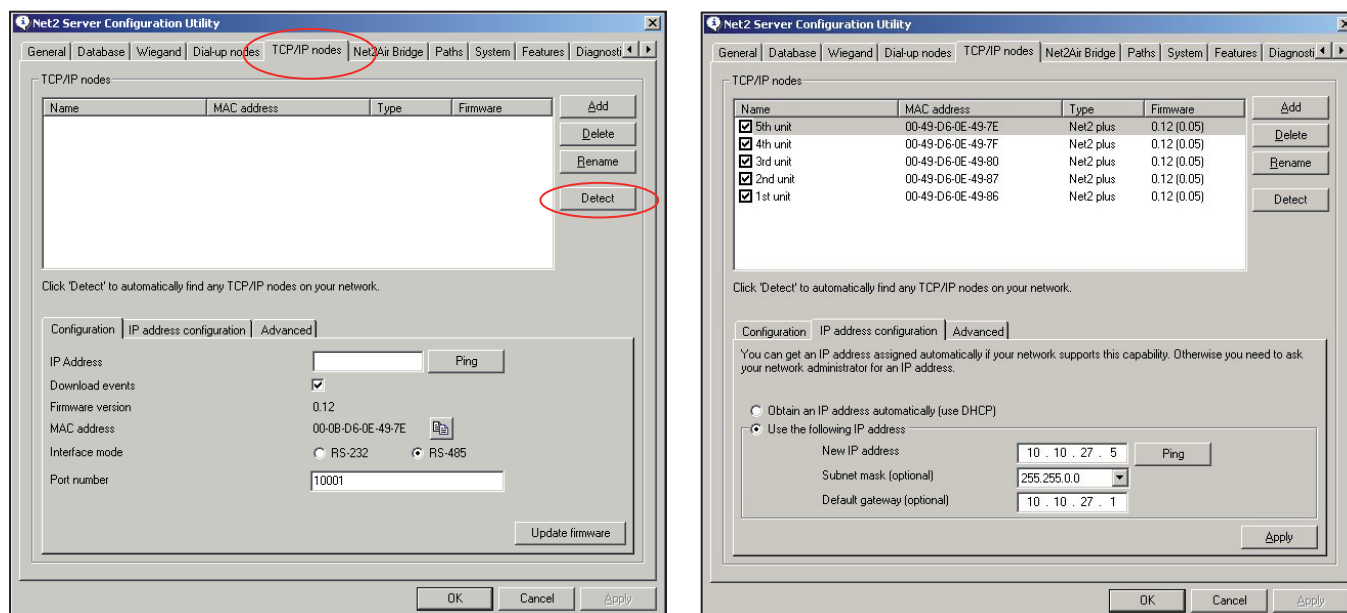 Net2 Server Configuration Utility
General Database Wiegand Dial-up nodes TCP/IP nodes Net2Air Bridge Paths System Features Diagnosti
TCP/IP nodes
Name MAC address Type Firmware
Add
Delete
Rename
Detect
Click 'Detect' to automatically find any TCP/IP nodes on your network.
Configuration IP address configuration Advanced
IP Address Ping
Download events
Firmware version 0.12
MAC address 00-0B-D6-0E-49-7E
Interface mode RS-232 RS-485
Port number 10001
Update firmware
OK Cancel Apply
Net2 Server Configuration Utility
General Database Wiegand Dial-up nodes TCP/IP nodes Net2Air Bridge Paths System Features Diagnosti
TCP/IP nodes
Name MAC address Type Firmware
5th unit 00-49-D6-0E-49-7E Net2 plus 0.12 (0.05)
4th unit 00-49-D6-0E-49-7F Net2 plus 0.12 (0.05)
3rd unit 00-49-D6-0E-49-80 Net2 plus 0.12 (0.05)
2nd unit 00-49-D6-0E-49-87 Net2 plus 0.12 (0.05)
1st unit 00-49-D6-0E-49-86 Net2 plus 0.12 (0.05)
Add
Delete
Rename
Detect
Click 'Detect' to automatically find any TCP/IP nodes on your network.
Configuration IP address configuration Advanced
You can get an IP address assigned automatically if your network supports this capability. Otherwise you need to ask
your network administrator for an IP address.
Obtain an IP address automatically (use DHCP)
Use the following IP address
New IP address 10 . 10 . 27 . 5 Ping
Subnet mask (optional) 255.255.0.0
Default gateway (optional) 10 . 10 . 27 . 1
Apply
OK Cancel Apply